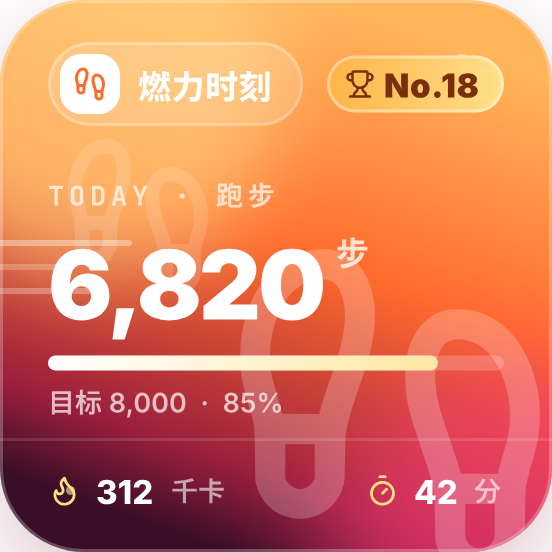 燃力时刻
No.18
TODAY · 跑步
6,820 步
目标 8,000 · 85%
312 千卡
42 分